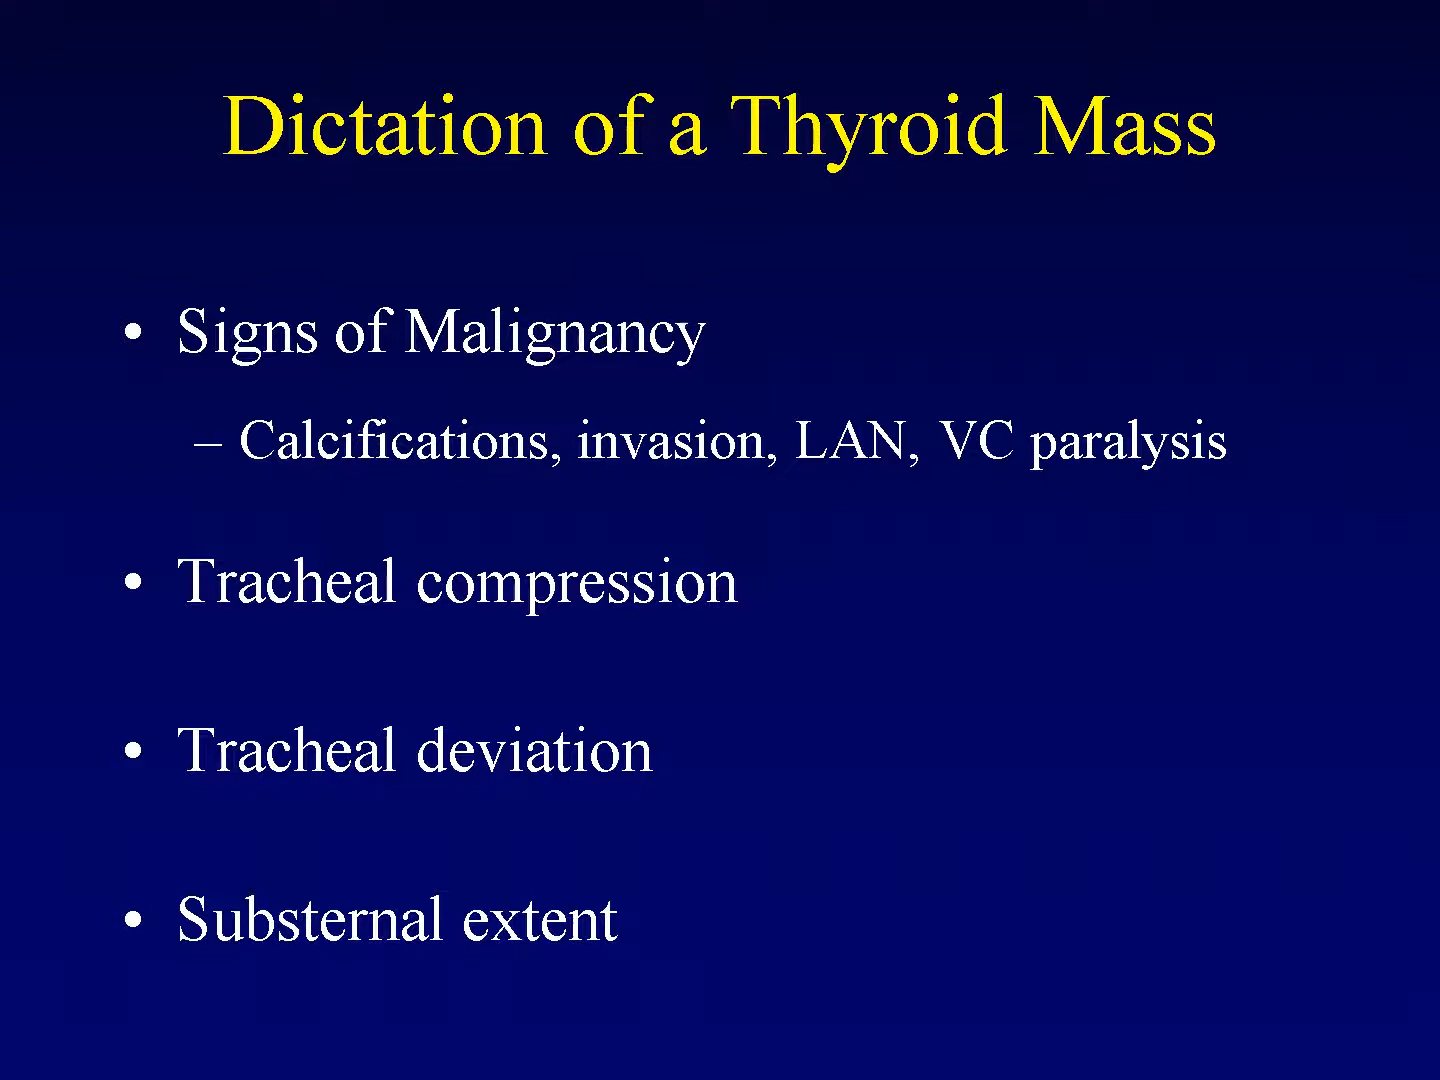 Dictation of a Thyroid Mass
• Signs of Malignancy
– Calcifications, invasion, LAN, VC paralysis
• Tracheal compression
• Tracheal deviation
• Substernal extent